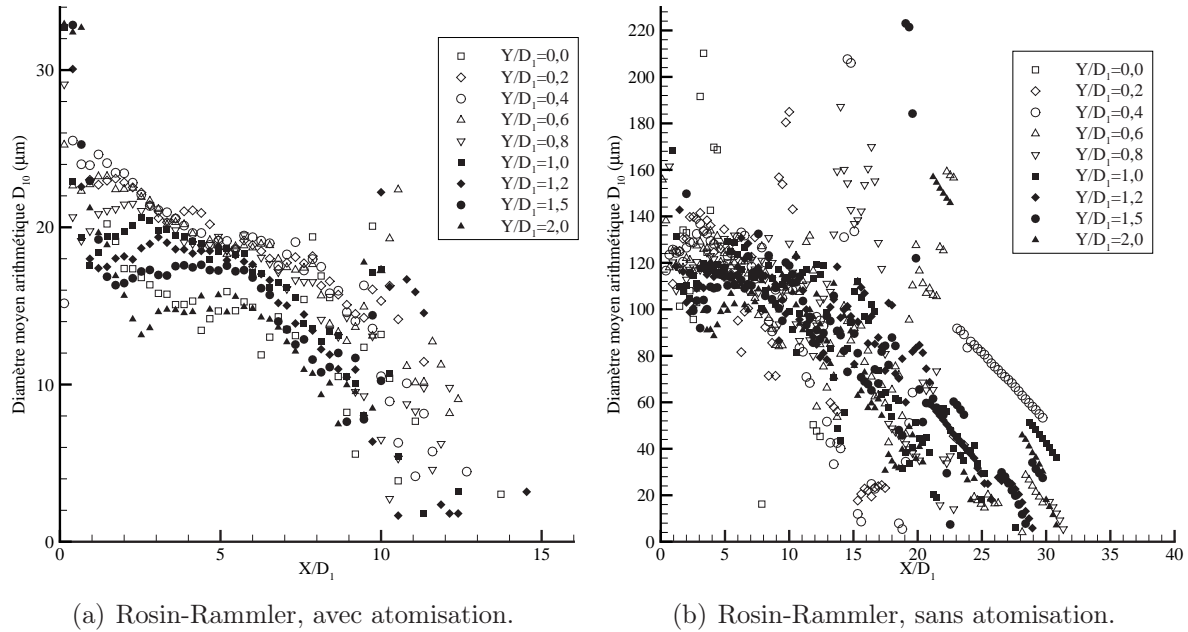 Diamètre moyen arithmétique D₁₀ (µm)
30
20
10
0
0 5 10 15
X/D₁
Y/D₁=0,0
Y/D₁=0,2
Y/D₁=0,4
Y/D₁=0,6
Y/D₁=0,8
Y/D₁=1,0
Y/D₁=1,2
Y/D₁=1,5
Y/D₁=2,0
(a) Rosin-Rammler, avec atomisation.
Diamètre moyen arithmétique D₁₀ (µm)
220
200
180
160
140
120
100
80
60
40
20
0
0 5 10 15 20 25 30 35 40
X/D₁
Y/D₁=0,0
Y/D₁=0,2
Y/D₁=0,4
Y/D₁=0,6
Y/D₁=0,8
Y/D₁=1,0
Y/D₁=1,2
Y/D₁=1,5
Y/D₁=2,0
(b) Rosin-Rammler, sans atomisation.